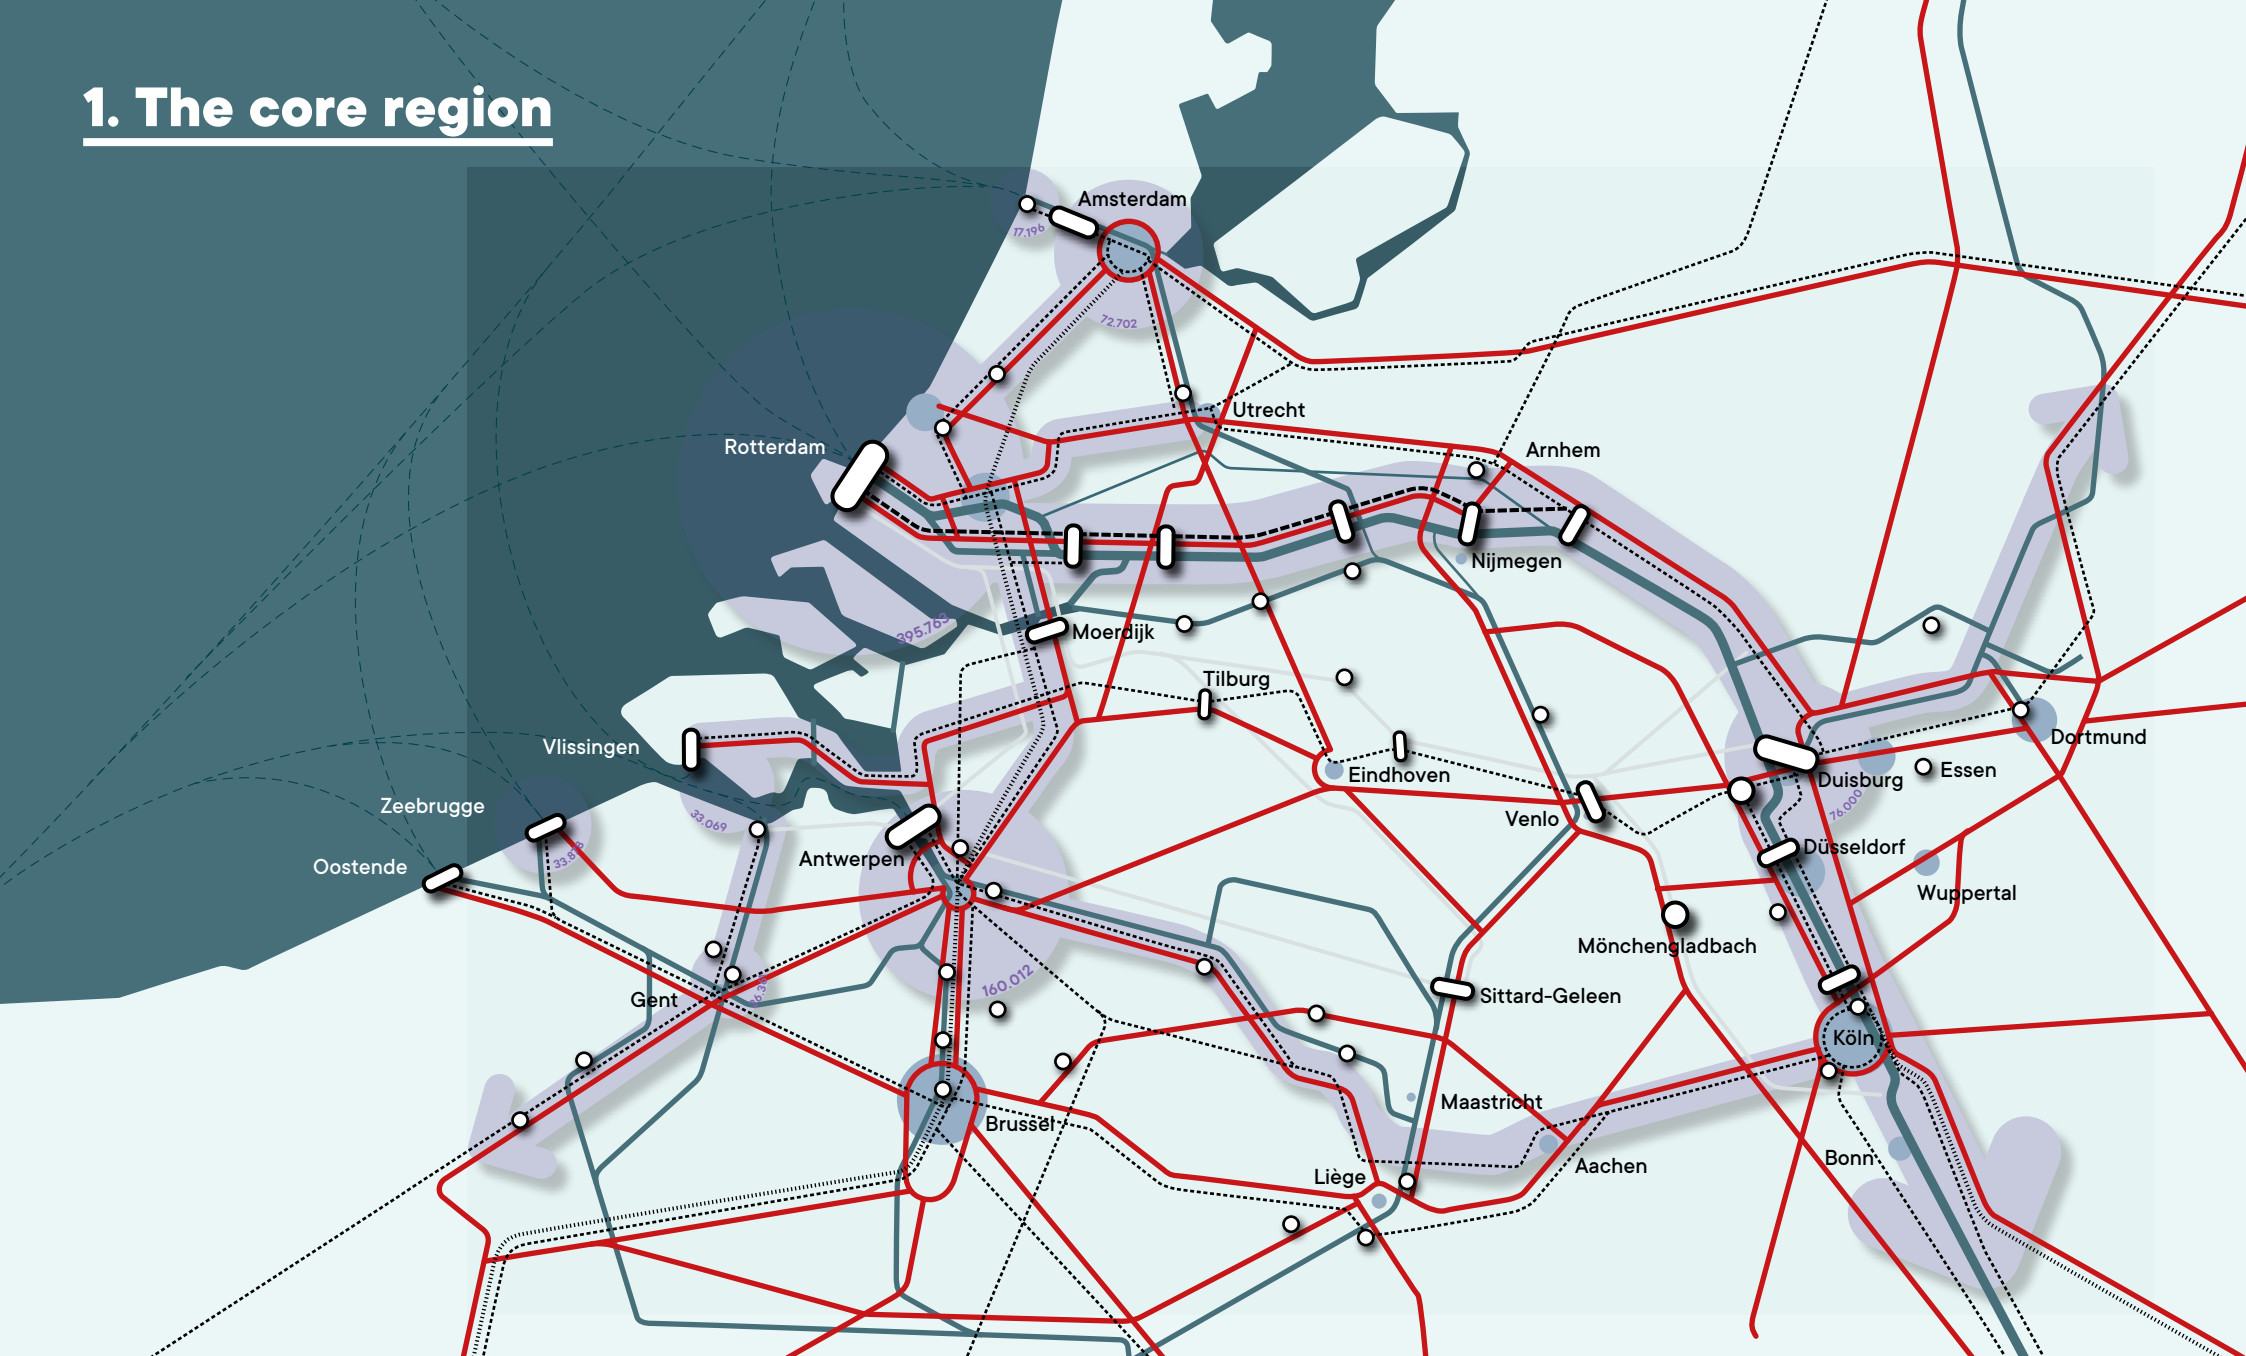 1. The core region
Amsterdam
17.196
72.702
Utrecht
Rotterdam
Arnhem
Nijmegen
395.763
Moerdijk
Tilburg
Vlissingen
Eindhoven
Dortmund
Duisburg
Essen
Zeebrugge
33.069
76.000
Venlo
Antwerpen
Düsseldorf
Oostende
Wuppertal
Mönchengladbach
160.012
Gent
Sittard-Geleen
Köln
Maastricht
Brussel
Bonn
Aachen
Liège